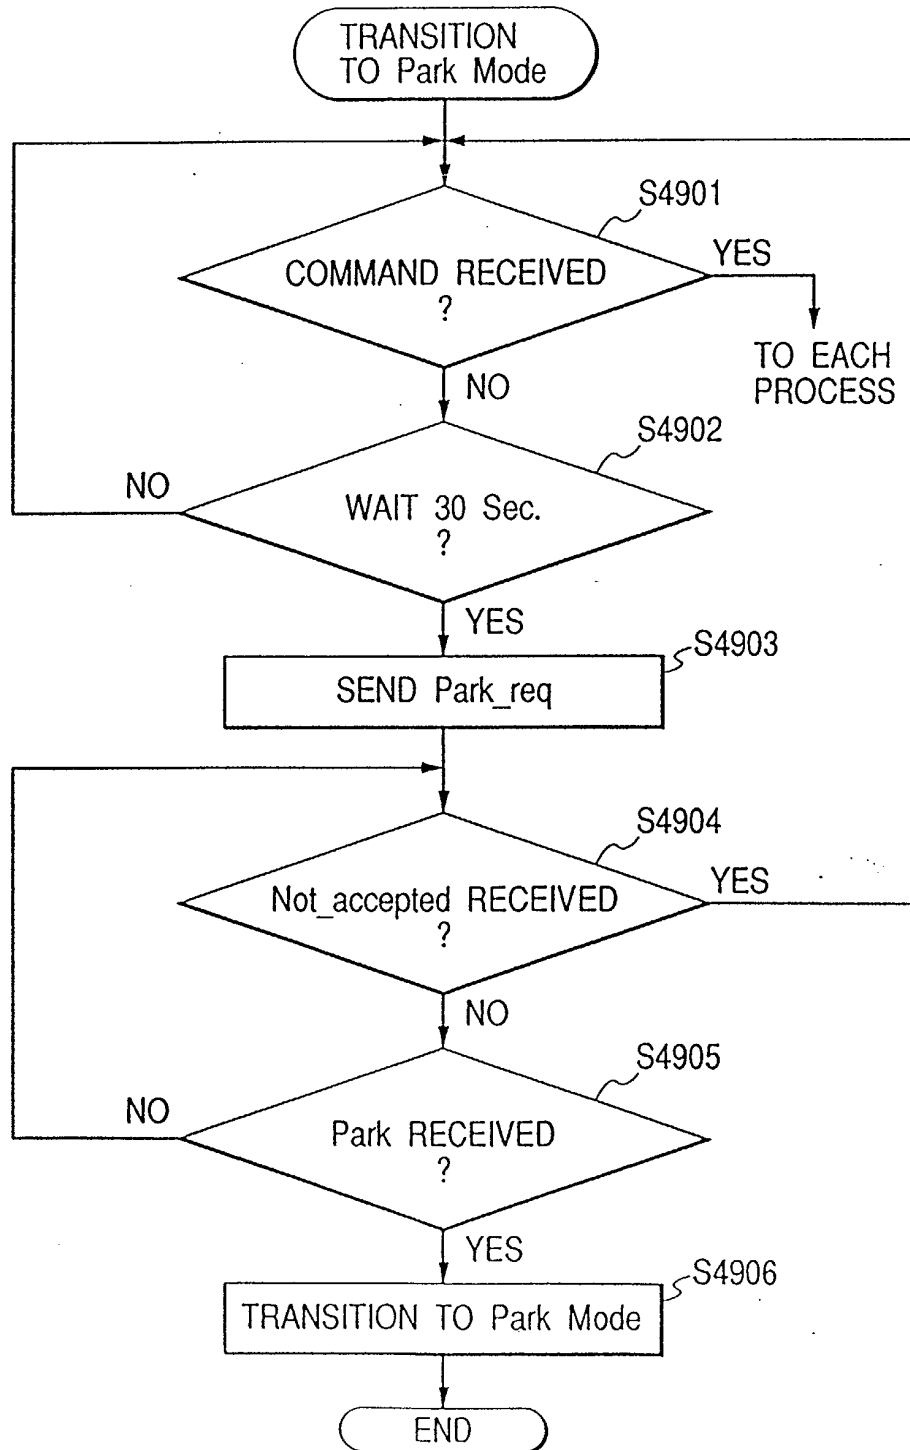 TRANSITION
TO Park Mode
S4901
COMMAND RECEIVED
?
YES
TO EACH
PROCESS
NO
S4902
WAIT 30 Sec.
?
NO
YES
S4903
SEND Park_req
S4904
Not_accepted RECEIVED
?
YES
NO
S4905
Park RECEIVED
?
NO
YES
S4906
TRANSITION TO Park Mode
END